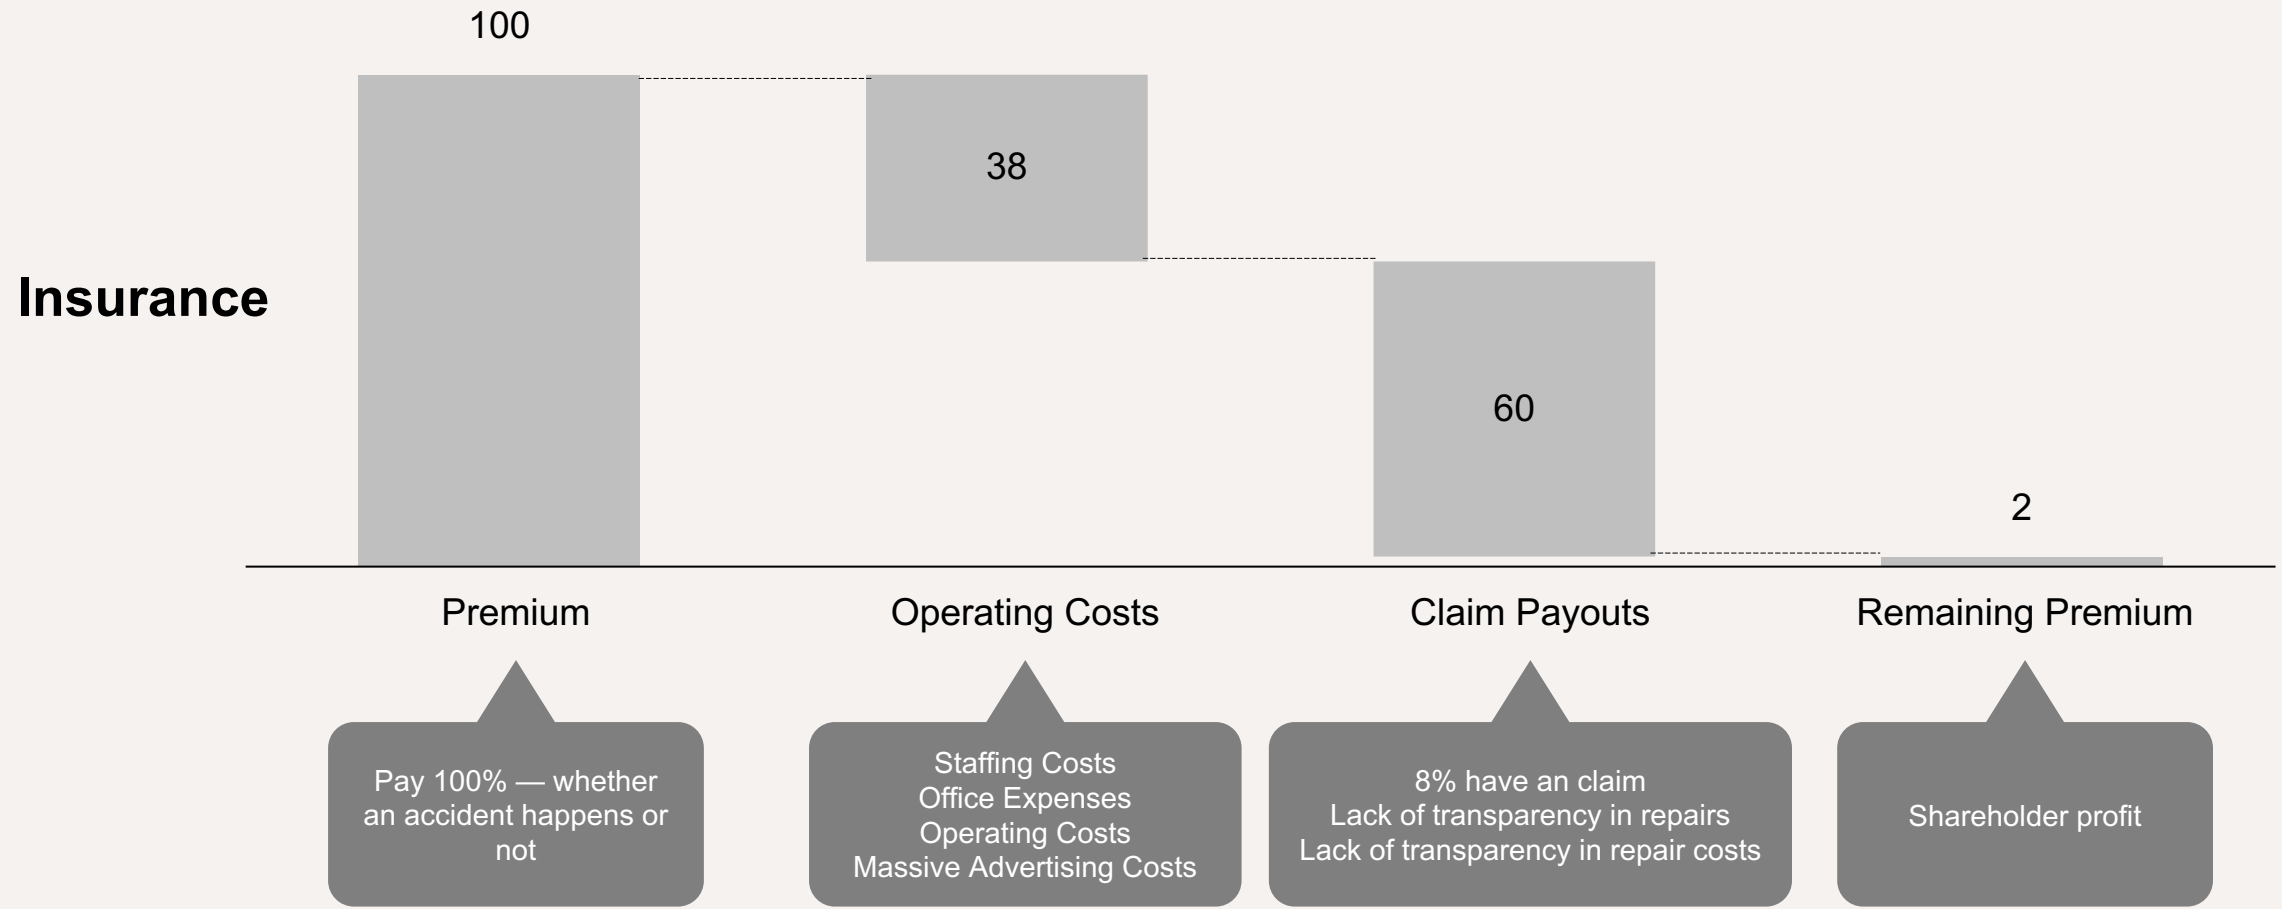 100
38
Insurance
60
2
Premium
Operating Costs
Claim Payouts
Remaining Premium
Pay 100% — whether
an accident happens or
not
Staffing Costs
Office Expenses
Operating Costs
Massive Advertising Costs
8% have an claim
Lack of transparency in repairs
Lack of transparency in repair costs
Shareholder profit